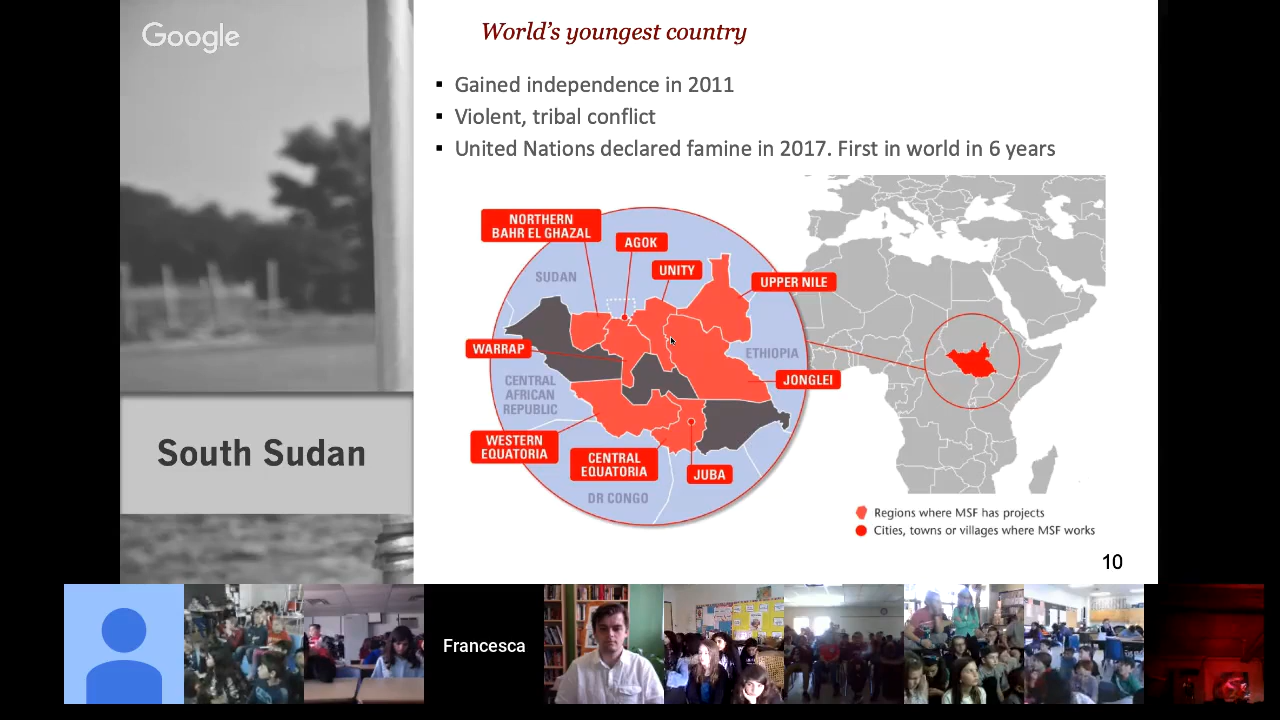 Google
World's youngest country
▪ Gained independence in 2011
▪ Violent, tribal conflict
▪ United Nations declared famine in 2017. First in world in 6 years
South Sudan
NORTHERN
BAHR EL GHAZAL
AGOK
UNITY
SUDAN
UPPER NILE
WARRAP
ETHIOPIA
JONGLEI
CENTRAL
AFRICAN
REPUBLIC
WESTERN
EQUATORIA
CENTRAL
EQUATORIA
JUBA
DR CONGO
Regions where MSF has projects
Cities, towns or villages where MSF works
10
Francesca